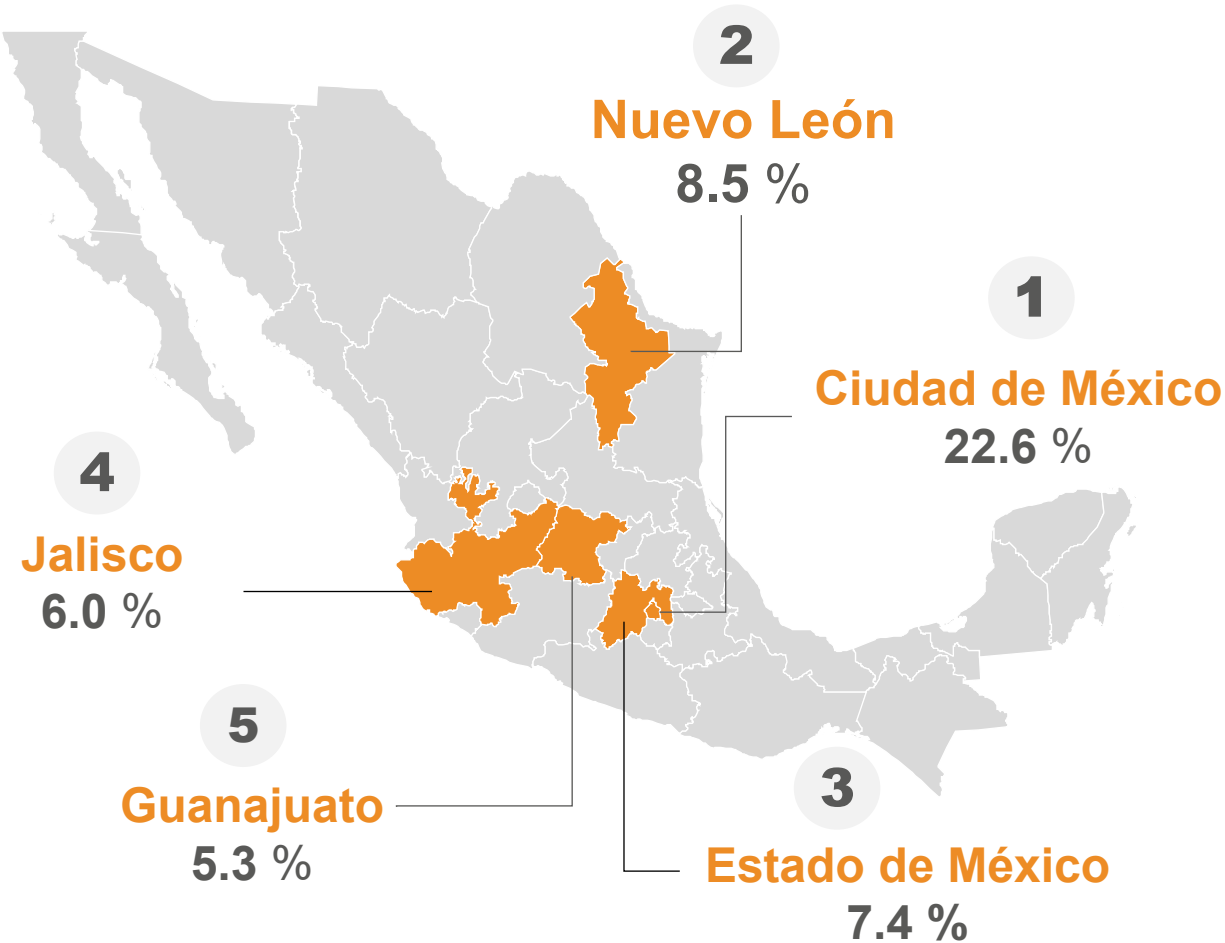 2
Nuevo León
8.5 %
1
Ciudad de México
22.6 %
4
Jalisco
6.0 %
5
Guanajuato
5.3 %
3
Estado de México
7.4 %